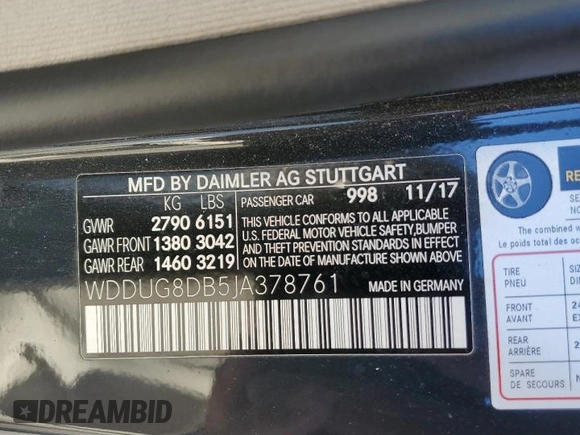 MFD BY DAIMLER AG STUTTGART
KG LBS PASSENGER CAR 998 11/17
GVWR 2790 6151
GAWR FRONT 1380 3042
GAWR REAR 1460 3219
THIS VEHICLE CONFORMS TO ALL APPLICABLE
U.S. FEDERAL MOTOR VEHICLE SAFETY,BUMPER
AND THEFT PREVENTION STANDARDS IN EFFECT
ON THE DATE OF MANUFACTURE SHOWN ABOVE.
WDDUG8DB5JA378761 MADE IN GERMANY
The comb
Le poids total
TIRE
PNEU
FRONT
AVANT
REAR
ARRIÈRE
SPARE
DE SECOURS
DREAMBID